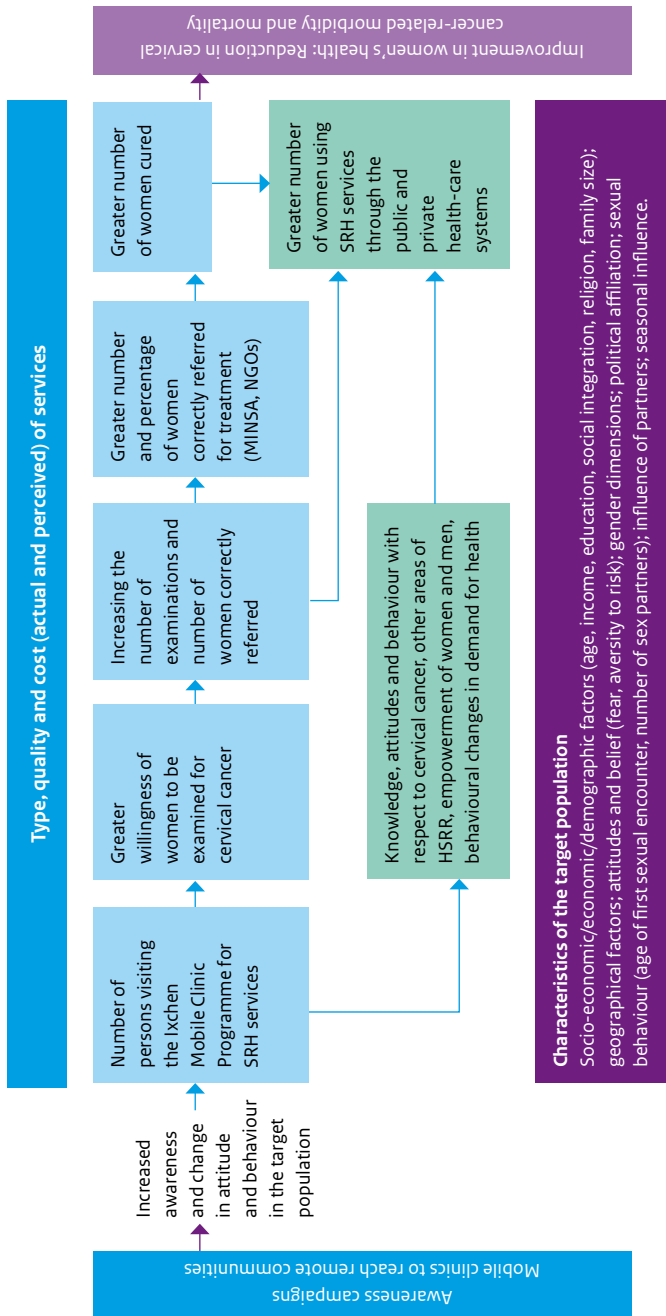 Type, quality and cost (actual and perceived) of services
Awareness campaigns
Mobile clinics to reach remote communities
Increased
awareness
and change
in attitude
and behaviour
in the target
population
Number of
persons visiting
the Ixchen
Mobile Clinic
Programme for
SRH services
Greater
willingness of
women to be
examined for
cervical cancer
Increasing the
number of
examinations and
number of
women correctly
referred
Greater number
and percentage
of women
correctly referred
for treatment
(MINSA, NGOs)
Greater number
of women cured
Improvement in women's health: Reduction in cervical
cancer-related morbidity and mortality
Knowledge, attitudes and behaviour with
respect to cervical cancer, other areas of
HSRR, empowerment of women and men,
behavioural changes in demand for health
Greater number
of women using
SRH services
through the
public and
private
health-care
systems
Characteristics of the target population
Socio-economic/economic/demographic factors (age, income, education, social integration, religion, family size);
geographical factors; attitudes and belief (fear, aversity to risk); gender dimensions; political affiliation; sexual
behaviour (age of first sexual encounter, number of sex partners); influence of partners; seasonal influence.